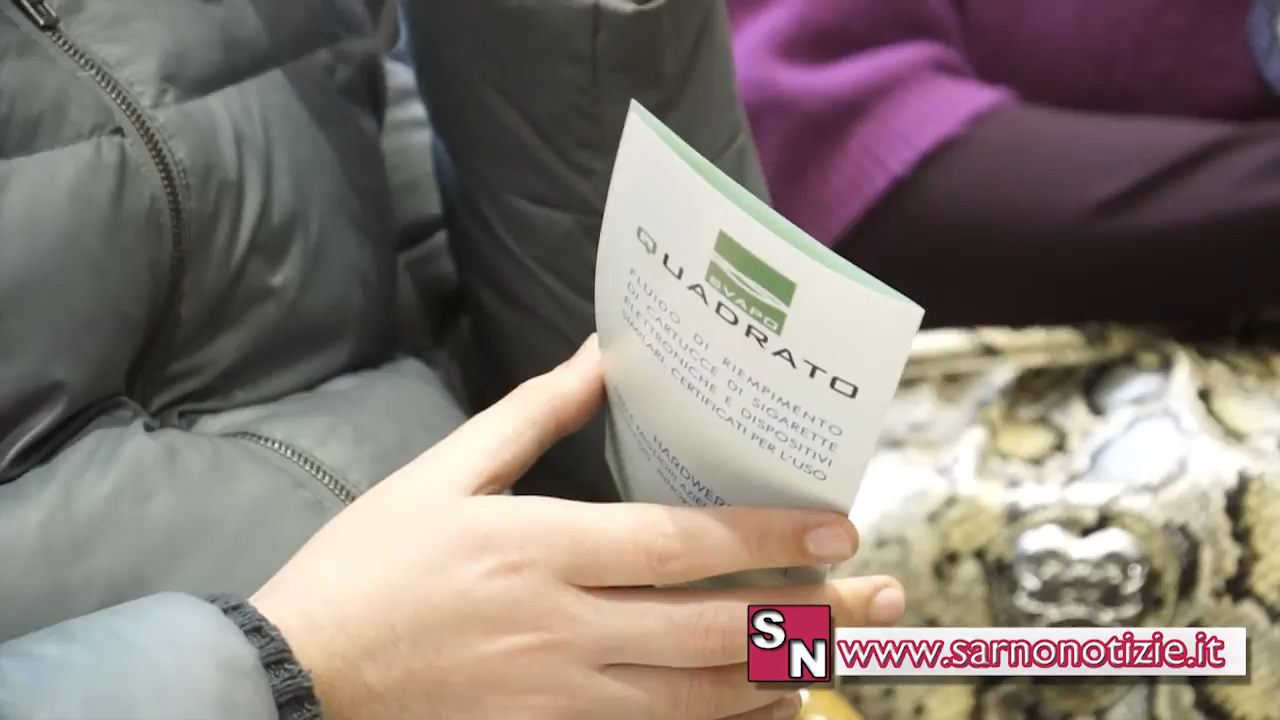 QUADRATO
SVAPO
FLUIDO DI RIEMPIMENTO
DI CARTUCCE DI SIGARETTE
ELETTRONICHE E DISPOSITIVI
SIMILARI, CERTIFICATI PER L'USO
SN www.sarnonotizie.it